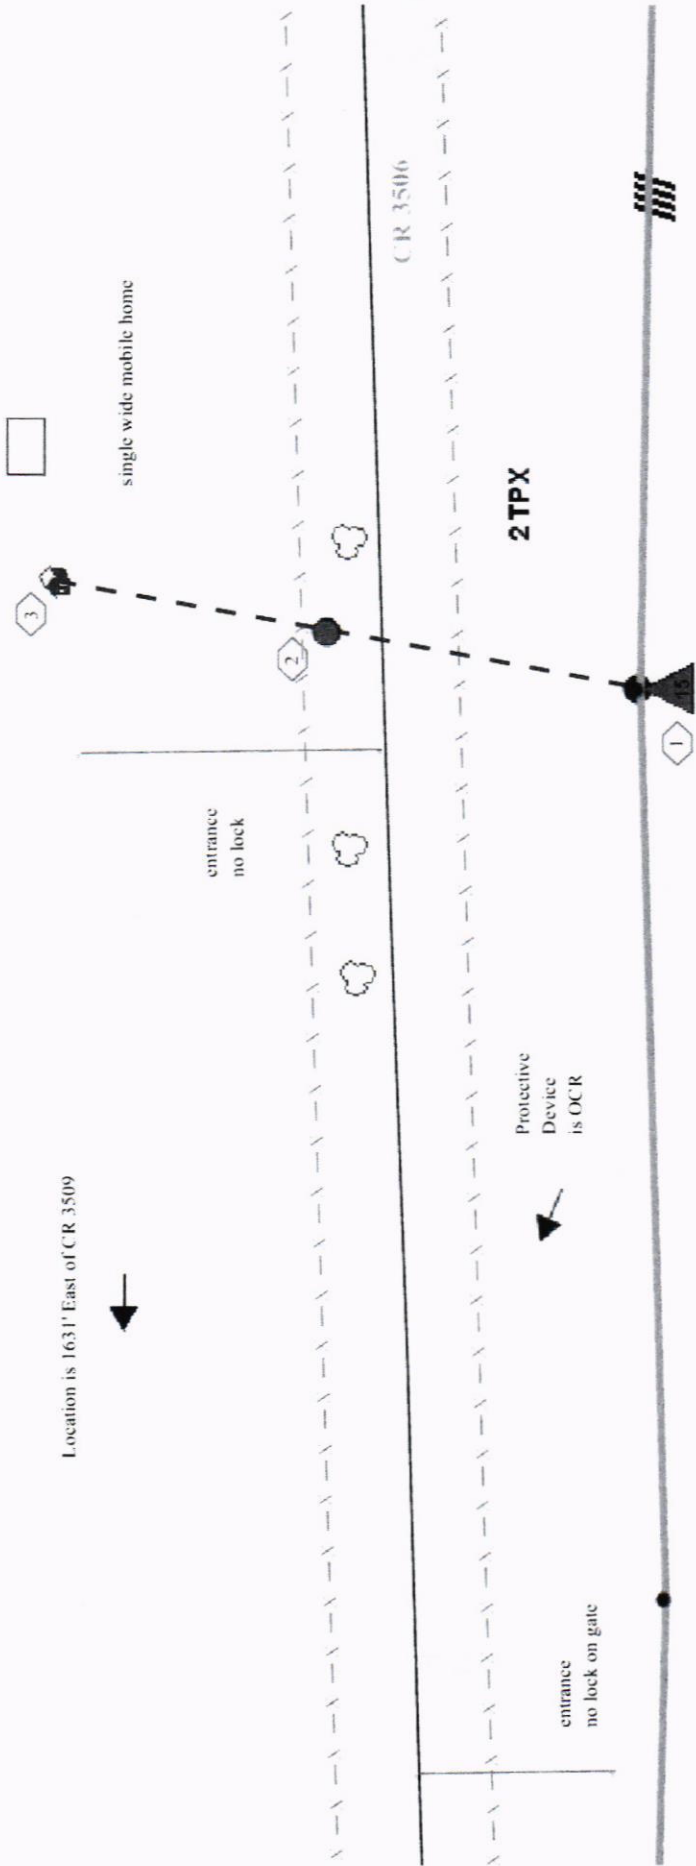 Location is 1631' East of CR 3509
3
single wide mobile home
entrance
no lock
2
CR 3506
Protective
Device
is OCR
2TPX
entrance
no lock on gate
1
15